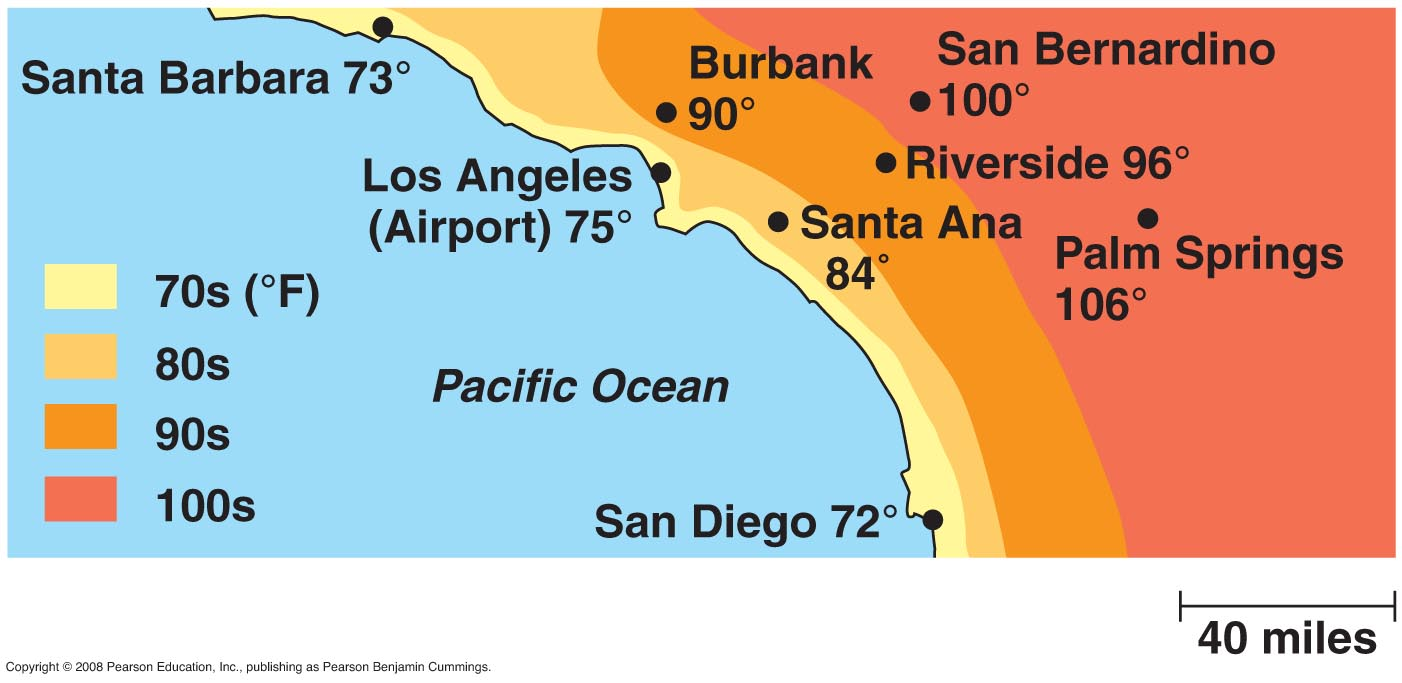 Santa Barbara 73°
Burbank
90°
San Bernardino
100°
Los Angeles
(Airport) 75°
Riverside 96°
Santa Ana
84°
Palm Springs
106°
70s (°F)
80s
90s
100s
Pacific Ocean
San Diego 72°
40 miles
Copyright © 2008 Pearson Education, Inc., publishing as Pearson Benjamin Cummings.